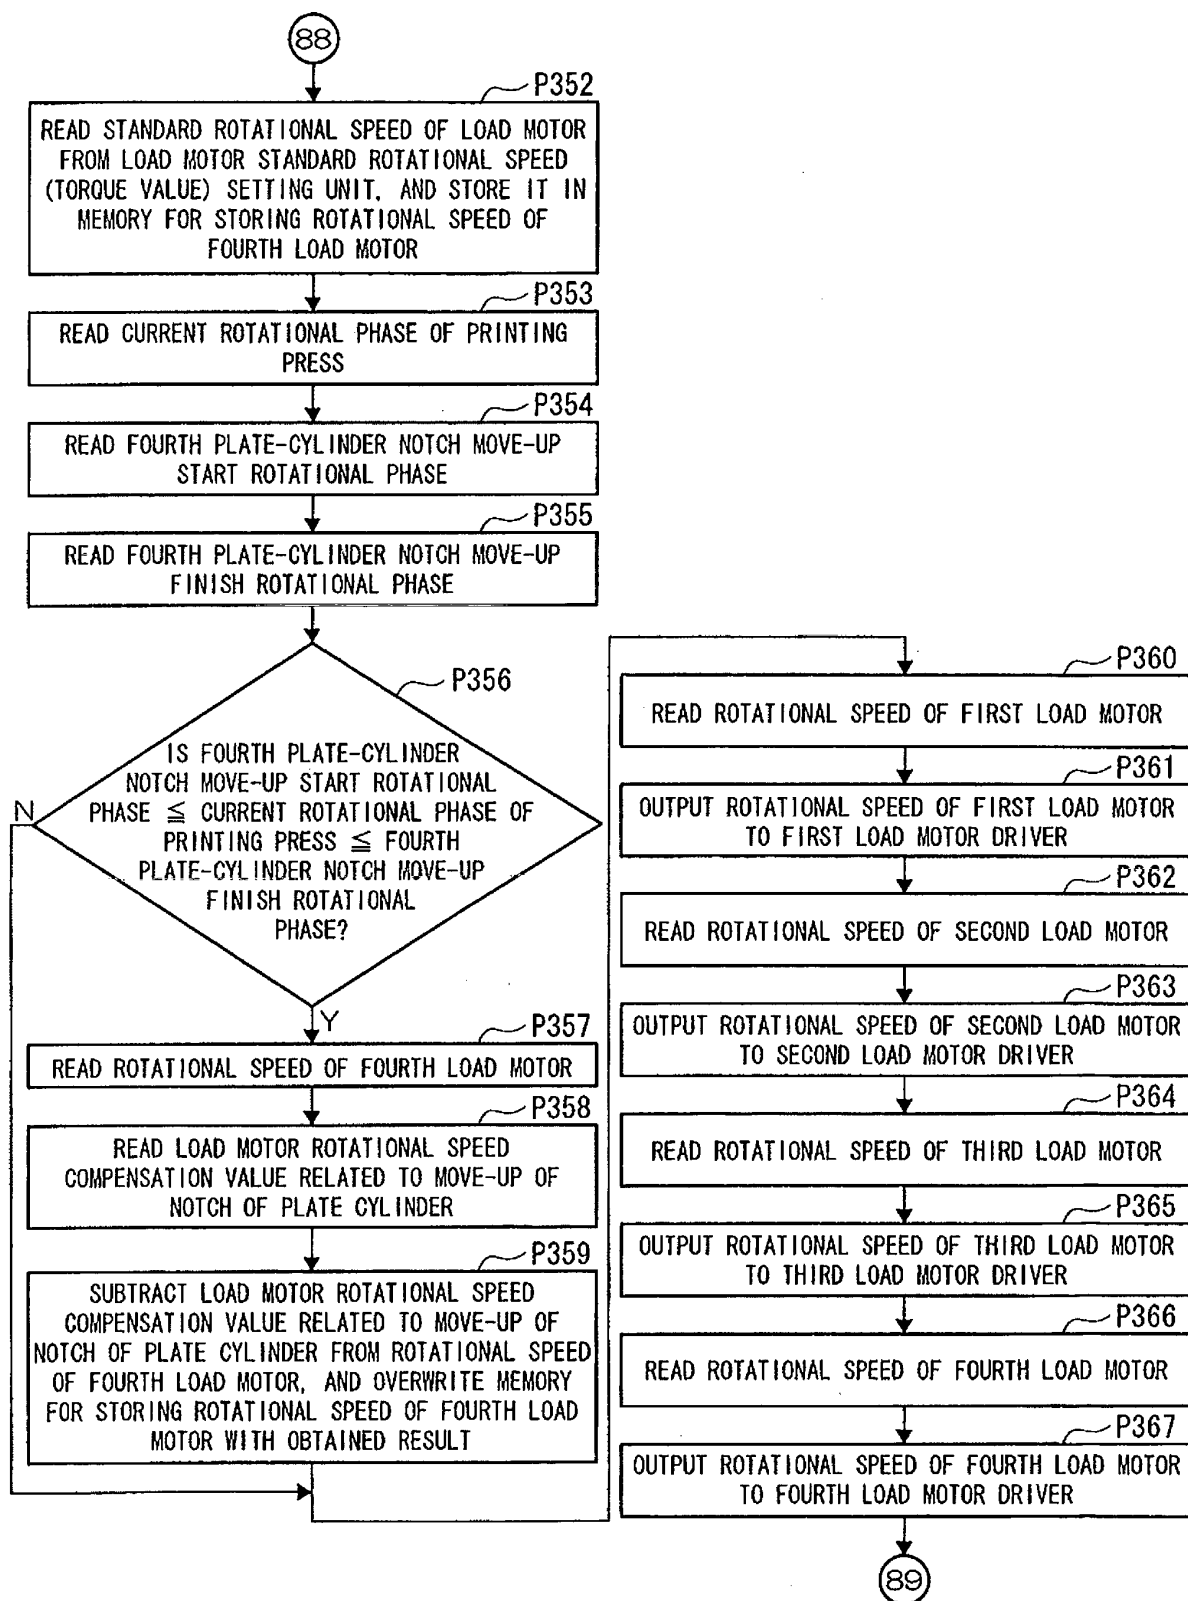 88
P352
READ STANDARD ROTATIONAL SPEED OF LOAD MOTOR
FROM LOAD MOTOR STANDARD ROTATIONAL SPEED
(TORQUE VALUE) SETTING UNIT, AND STORE IT IN
MEMORY FOR STORING ROTATIONAL SPEED OF
FOURTH LOAD MOTOR
P353
READ CURRENT ROTATIONAL PHASE OF PRINTING
PRESS
P354
READ FOURTH PLATE-CYLINDER NOTCH MOVE-UP
START ROTATIONAL PHASE
P355
READ FOURTH PLATE-CYLINDER NOTCH MOVE-UP
FINISH ROTATIONAL PHASE
P356
IS FOURTH PLATE-CYLINDER
NOTCH MOVE-UP START ROTATIONAL
PHASE ≦ CURRENT ROTATIONAL PHASE OF
PRINTING PRESS ≦ FOURTH
PLATE-CYLINDER NOTCH MOVE-UP
FINISH ROTATIONAL
PHASE?
N
Y
P357
READ ROTATIONAL SPEED OF FOURTH LOAD MOTOR
P358
READ LOAD MOTOR ROTATIONAL SPEED
COMPENSATION VALUE RELATED TO MOVE-UP OF
NOTCH OF PLATE CYLINDER
P359
SUBTRACT LOAD MOTOR ROTATIONAL SPEED
COMPENSATION VALUE RELATED TO MOVE-UP OF
NOTCH OF PLATE CYLINDER FROM ROTATIONAL SPEED
OF FOURTH LOAD MOTOR, AND OVERWRITE MEMORY
FOR STORING ROTATIONAL SPEED OF FOURTH LOAD
MOTOR WITH OBTAINED RESULT
P360
READ ROTATIONAL SPEED OF FIRST LOAD MOTOR
P361
OUTPUT ROTATIONAL SPEED OF FIRST LOAD MOTOR
TO FIRST LOAD MOTOR DRIVER
P362
READ ROTATIONAL SPEED OF SECOND LOAD MOTOR
P363
OUTPUT ROTATIONAL SPEED OF SECOND LOAD MOTOR
TO SECOND LOAD MOTOR DRIVER
P364
READ ROTATIONAL SPEED OF THIRD LOAD MOTOR
P365
OUTPUT ROTATIONAL SPEED OF THIRD LOAD MOTOR
TO THIRD LOAD MOTOR DRIVER
P366
READ ROTATIONAL SPEED OF FOURTH LOAD MOTOR
P367
OUTPUT ROTATIONAL SPEED OF FOURTH LOAD MOTOR
TO FOURTH LOAD MOTOR DRIVER
89